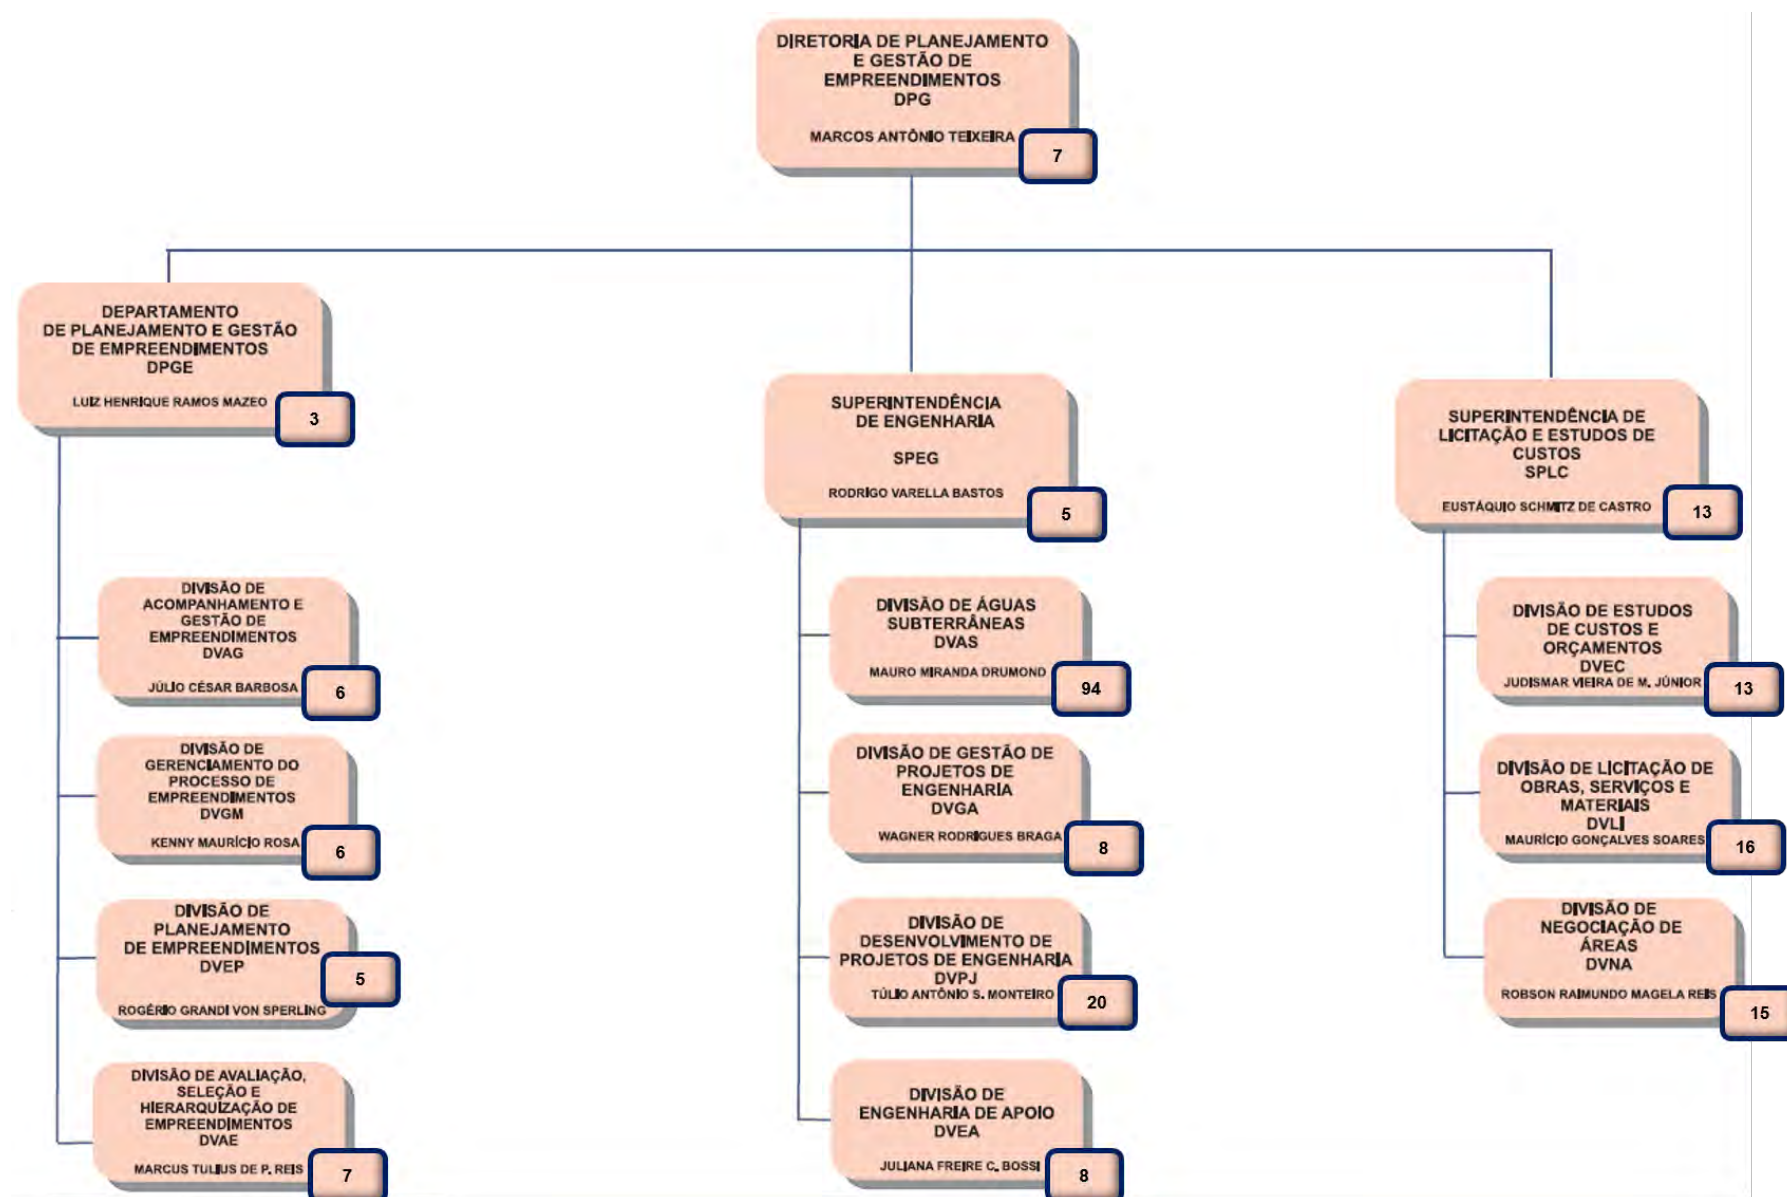 DIRETORIA DE PLANEJAMENTO
E GESTÃO DE
EMPREENDIMENTOS
DPG
MARCOS ANTÔNIO TEIXEIRA
7
DEPARTAMENTO
DE PLANEJAMENTO E GESTÃO
DE EMPREENDIMENTOS
DPGE
LUIZ HENRIQUE RAMOS MAZEO
3
DIVISÃO DE
ACOMPANHAMENTO E
GESTÃO DE
EMPREENDIMENTOS
DVAG
JÚLIO CÉSAR BARBOSA
6
DIVISÃO DE
GERENCIAMENTO DO
PROCESSO DE
EMPREENDIMENTOS
DVGM
KENNY MAURÍCIO ROSA
6
DIVISÃO DE
PLANEJAMENTO
DE EMPREENDIMENTOS
DVEP
ROGÉRIO GRANDI VON SPERLING
5
DIVISÃO DE AVALIAÇÃO,
SELEÇÃO E
HIERARQUIZAÇÃO DE
EMPREENDIMENTOS
DVAE
MARCUS TULIUS DE P. REIS
7
SUPERINTENDÊNCIA
DE ENGENHARIA
SPEG
RODRIGO VARELLA BASTOS
5
DIVISÃO DE ÁGUAS
SUBTERRÂNEAS
DVAS
MAURO MIRANDA DRUMOND
94
DIVISÃO DE GESTÃO DE
PROJETOS DE
ENGENHARIA
DVGA
WAGNER RODRIGUES BRAGA
8
DIVISÃO DE
DESENVOLVIMENTO DE
PROJETOS DE ENGENHARIA
DVPJ
TÚLIO ANTÔNIO S. MONTEIRO
20
DIVISÃO DE
ENGENHARIA DE APOIO
DVEA
JULIANA FREIRE C. BOSSI
8
SUPERINTENDÊNCIA DE
LICITAÇÃO E ESTUDOS DE
CUSTOS
SPLC
EUSTÁQUIO SCHMITZ DE CASTRO
13
DIVISÃO DE ESTUDOS
DE CUSTOS E
ORÇAMENTOS
DVEC
JUDISMAR VIEIRA DE M. JÚNIOR
13
DIVISÃO DE LICITAÇÃO DE
OBRAS, SERVIÇOS E
MATERIAIS
DVLI
MAURÍCIO GONÇALVES SOARES
16
DIVISÃO DE
NEGOCIAÇÃO DE
ÁREAS
DVNA
ROBSON RAIMUNDO MAGELA REIS
15